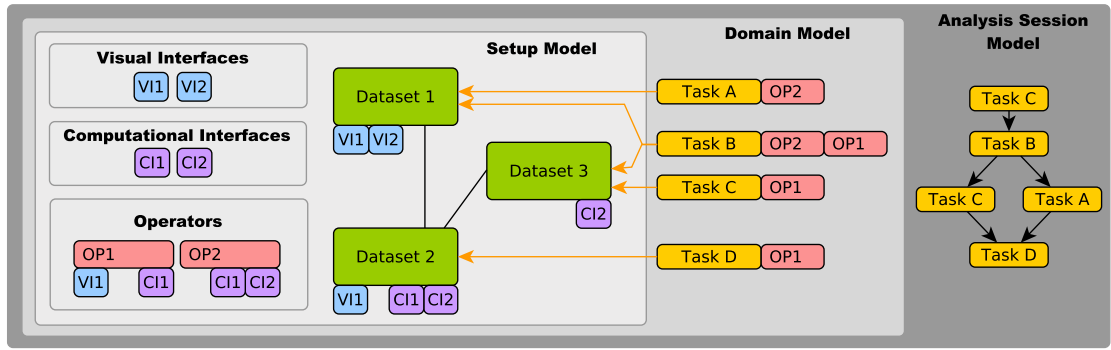 Visual Interfaces
VI1 VI2
Computational Interfaces
CI1 CI2
Operators
OP1 OP2
VI1 CI1 CI1 CI2
Setup Model
Dataset 1
VI1 VI2
Dataset 3
CI2
Dataset 2
VI1 CI1 CI2
Domain Model
Task A OP2
Task B OP2 OP1
Task C OP1
Task D OP1
Analysis Session
Model
Task C
Task B
Task C Task A
Task D